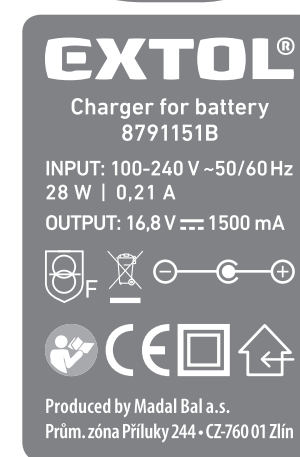 EXTOL®
Charger for battery
8791151B
INPUT: 100-240 V ~50/60 Hz
28 W | 0,21 A
OUTPUT: 16,8 V ⎓ 1500 mA
F
CE
Produced by Madal Bal a.s.
Prům. zóna Příluky 244 • CZ-760 01 Zlín